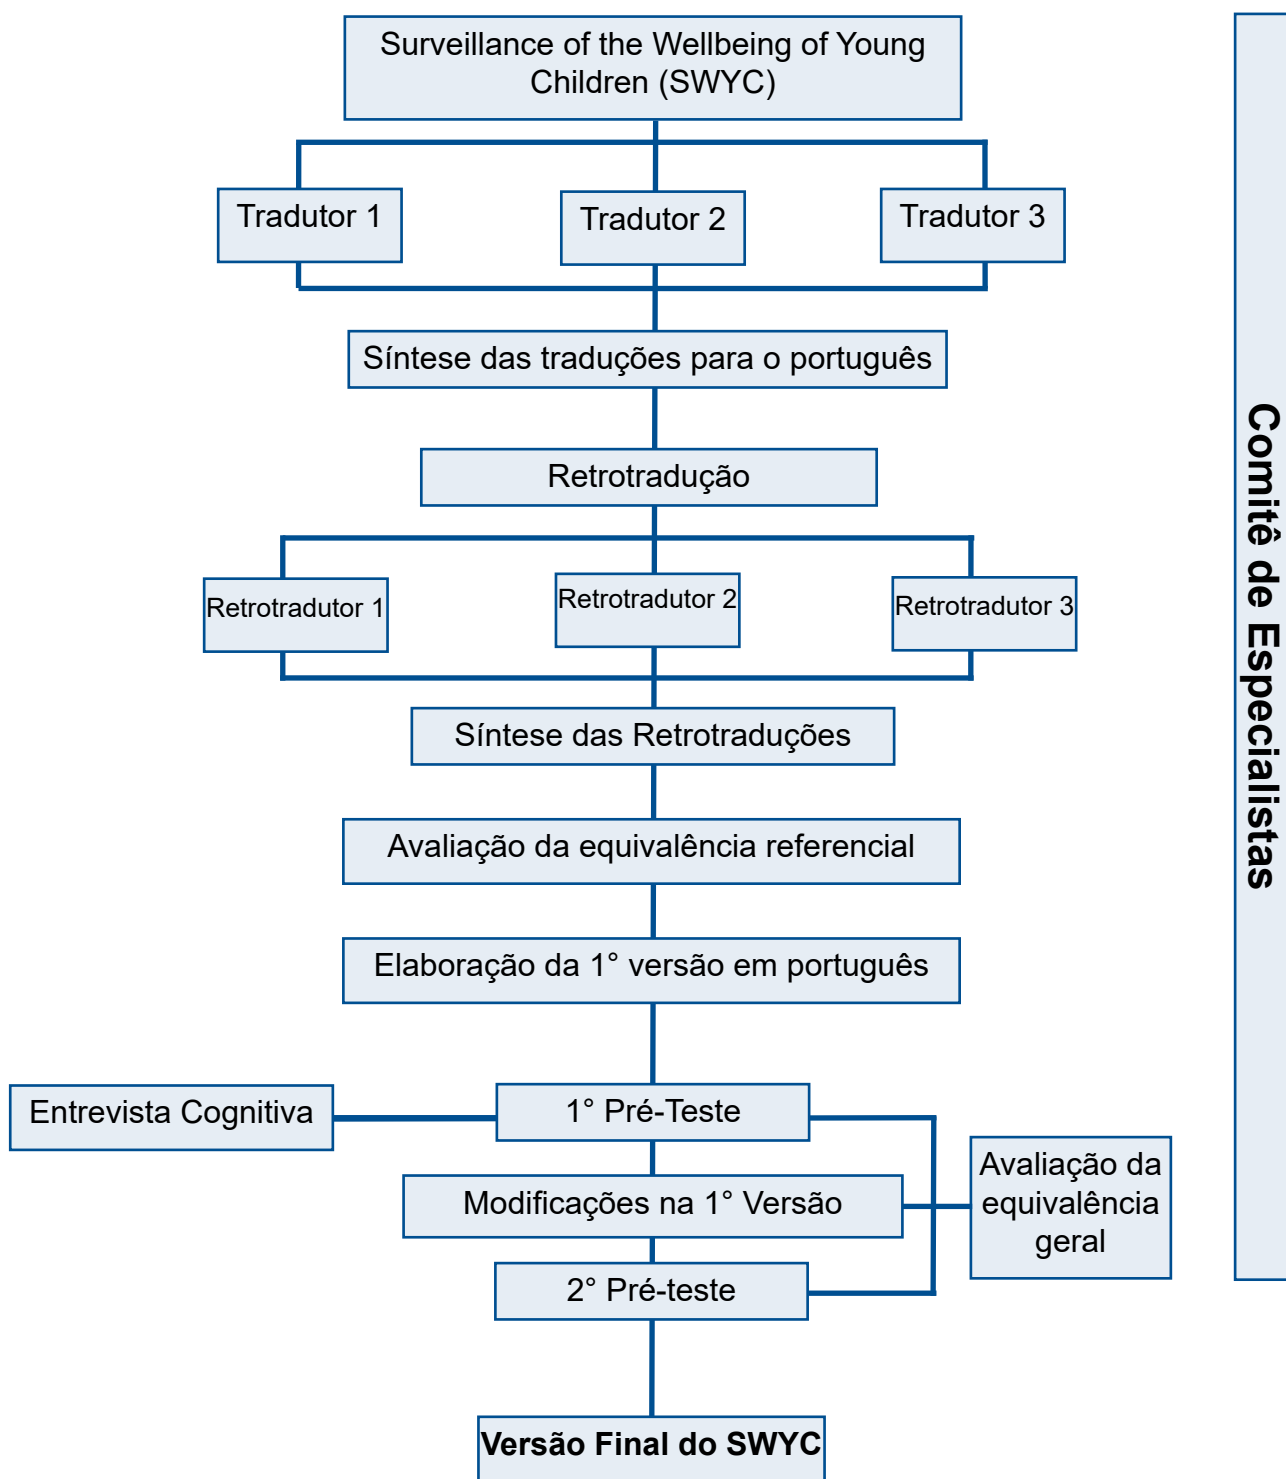 Surveillance of the Wellbeing of Young
Children (SWYC)
Tradutor 1
Tradutor 2
Tradutor 3
Síntese das traduções para o português
Retrotradução
Retrotradutor 1
Retrotradutor 2
Retrotradutor 3
Síntese das Retrotraduções
Avaliação da equivalência referencial
Elaboração da 1° versão em português
Entrevista Cognitiva
1° Pré-Teste
Modificações na 1° Versão
2° Pré-teste
Avaliação da
equivalência
geral
Versão Final do SWYC
Comitê de Especialistas